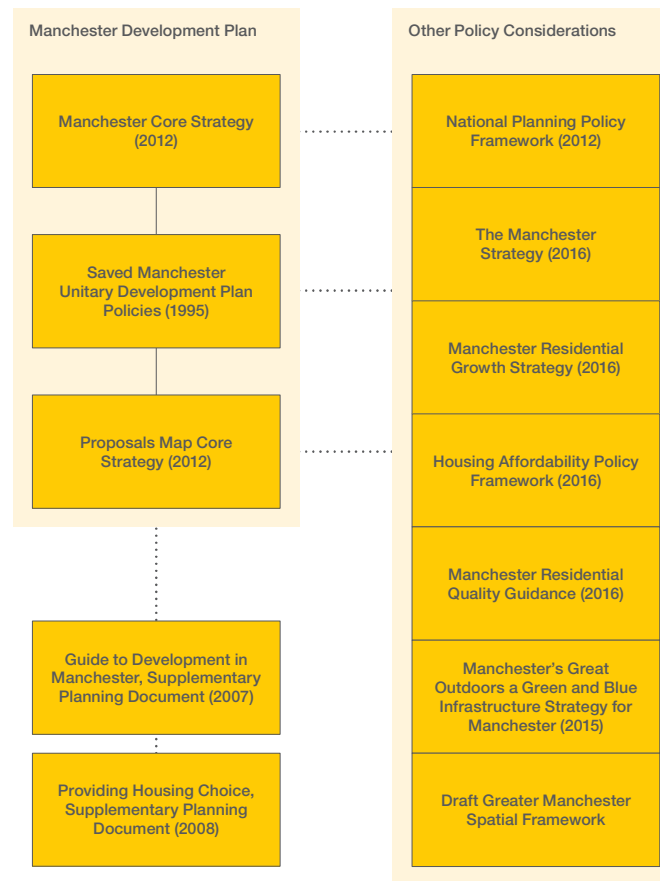 Manchester Development Plan
Manchester Core Strategy
(2012)
Saved Manchester
Unitary Development Plan
Policies (1995)
Proposals Map Core
Strategy (2012)
Guide to Development in
Manchester, Supplementary
Planning Document (2007)
Providing Housing Choice,
Supplementary Planning
Document (2008)
Other Policy Considerations
National Planning Policy
Framework (2012)
The Manchester
Strategy (2016)
Manchester Residential
Growth Strategy (2016)
Housing Affordability Policy
Framework (2016)
Manchester Residential
Quality Guidance (2016)
Manchester’s Great
Outdoors a Green and Blue
Infrastructure Strategy for
Manchester (2015)
Draft Greater Manchester
Spatial Framework